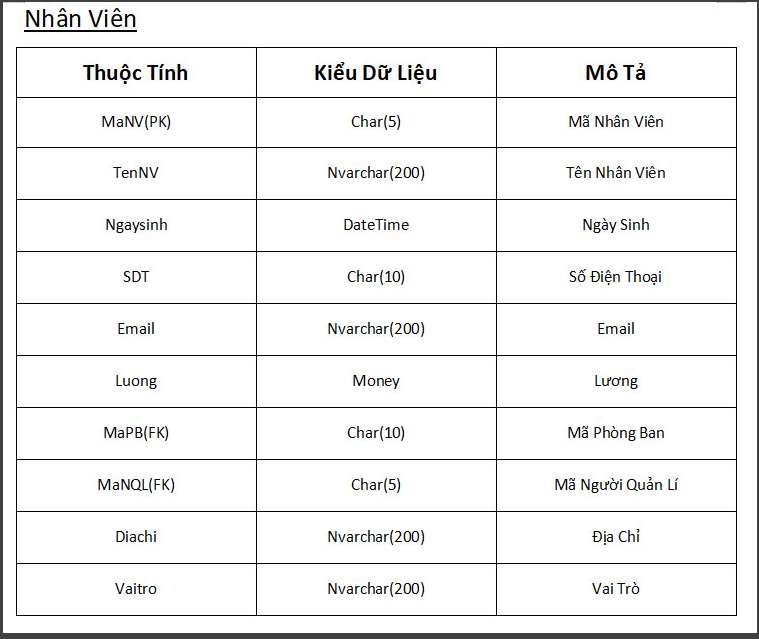 Nhân Viên
Thuộc Tính Kiểu Dữ Liệu Mô Tả
MaNV(PK) Char(5) Mã Nhân Viên
TenNV Nvarchar(200) Tên Nhân Viên
Ngaysinh DateTime Ngày Sinh
SDT Char(10) Số Điện Thoại
Email Nvarchar(200) Email
Luong Money Lương
MaPB(FK) Char(10) Mã Phòng Ban
MaNQL(FK) Char(5) Mã Người Quản Lí
Diachi Nvarchar(200) Địa Chỉ
Vaitro Nvarchar(200) Vai Trò